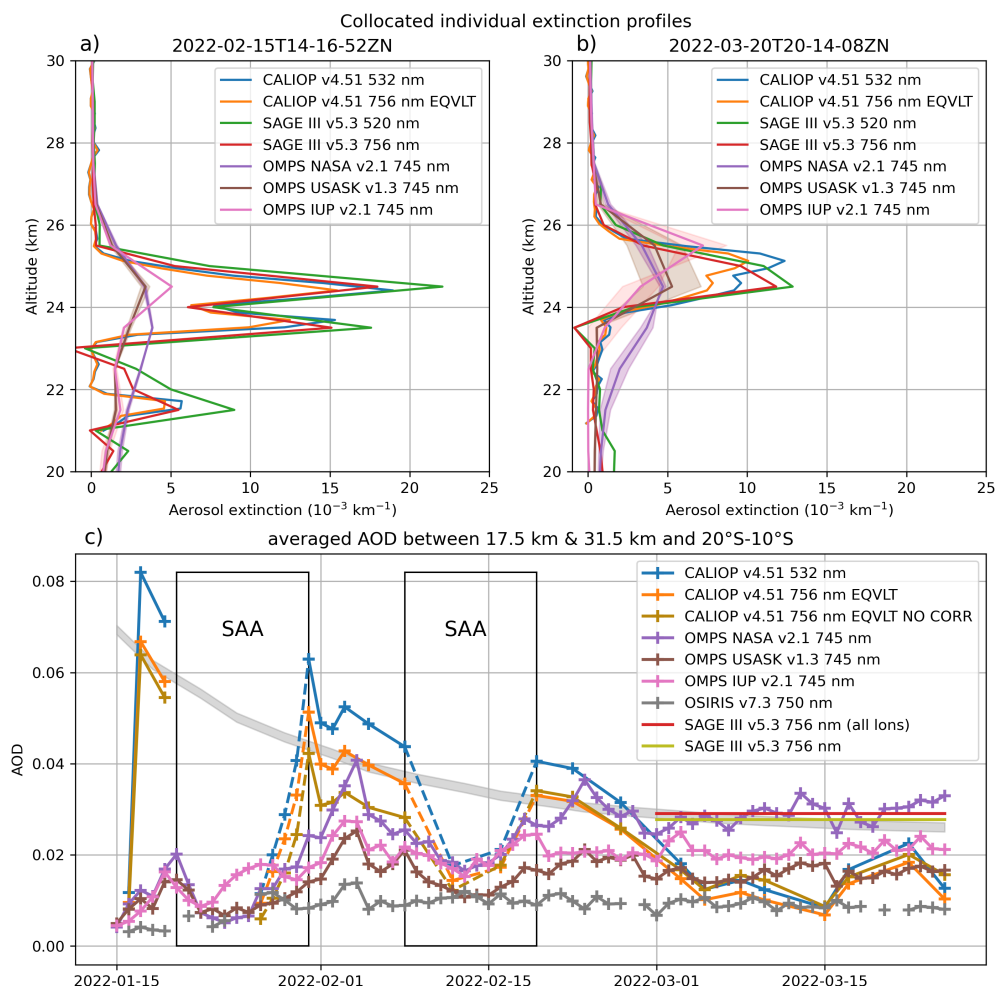 Collocated individual extinction profiles
a)
2022-02-15T14-16-52ZN
30
28
26
24
22
20
Altitude (km)
CALIOP v4.51 532 nm
CALIOP v4.51 756 nm EQVLT
SAGE III v5.3 520 nm
SAGE III v5.3 756 nm
OMPS NASA v2.1 745 nm
OMPS USASK v1.3 745 nm
OMPS IUP v2.1 745 nm
0 5 10 15 20 25
Aerosol extinction (10⁻³ km⁻¹)
b)
2022-03-20T20-14-08ZN
30
28
26
24
22
20
Altitude (km)
CALIOP v4.51 532 nm
CALIOP v4.51 756 nm EQVLT
SAGE III v5.3 520 nm
SAGE III v5.3 756 nm
OMPS NASA v2.1 745 nm
OMPS USASK v1.3 745 nm
OMPS IUP v2.1 745 nm
0 5 10 15 20 25
Aerosol extinction (10⁻³ km⁻¹)
c)
averaged AOD between 17.5 km & 31.5 km and 20°S-10°S
0.08
0.06
0.04
0.02
0.00
AOD
SAA
SAA
CALIOP v4.51 532 nm
CALIOP v4.51 756 nm EQVLT
CALIOP v4.51 756 nm EQVLT NO CORR
OMPS NASA v2.1 745 nm
OMPS USASK v1.3 745 nm
OMPS IUP v2.1 745 nm
OSIRIS v7.3 750 nm
SAGE III v5.3 756 nm (all lons)
SAGE III v5.3 756 nm
2022-01-15 2022-02-01 2022-02-15 2022-03-01 2022-03-15